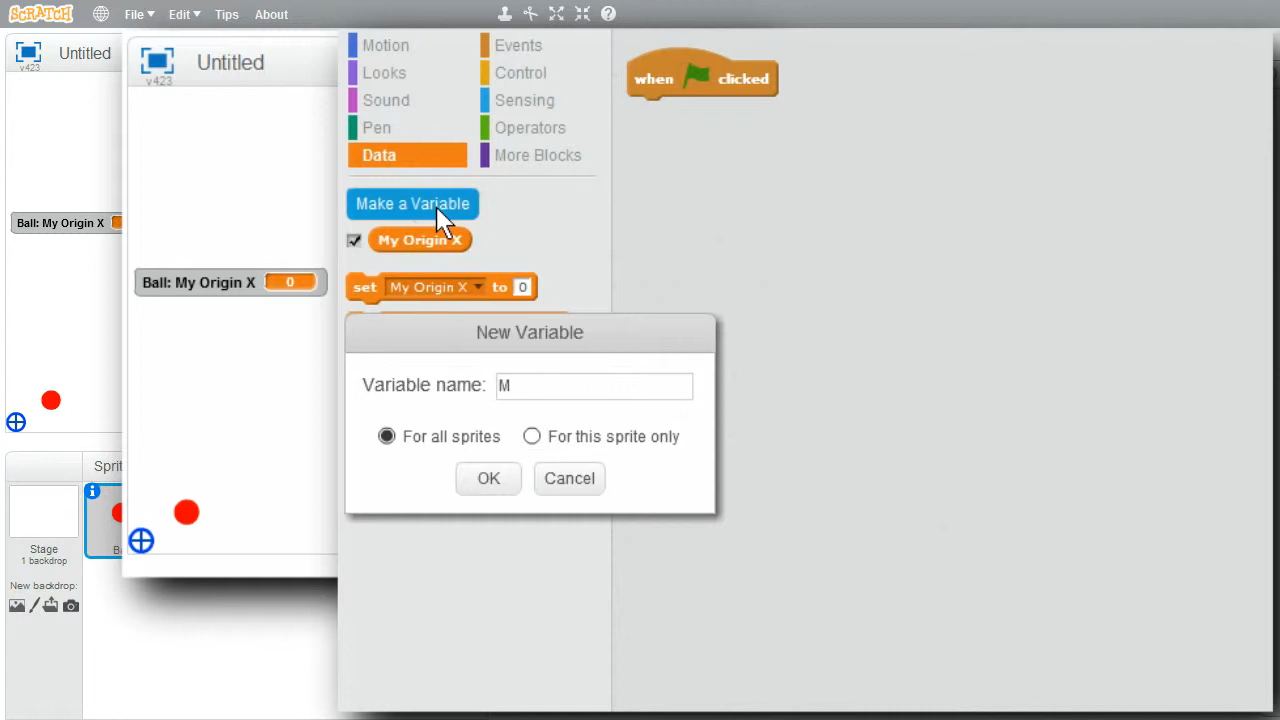 SCRATCH File Edit Tips About
Untitled
v423
Untitled
v423
Motion Events
Looks Control
Sound Sensing
Pen Operators
Data More Blocks
when clicked
Make a Variable
My Origin X
set My Origin X to 0
Ball: My Origin X
Ball: My Origin X 0
New Variable
Variable name: M
For all sprites For this sprite only
OK Cancel
Stage
1 backdrop
New backdrop: